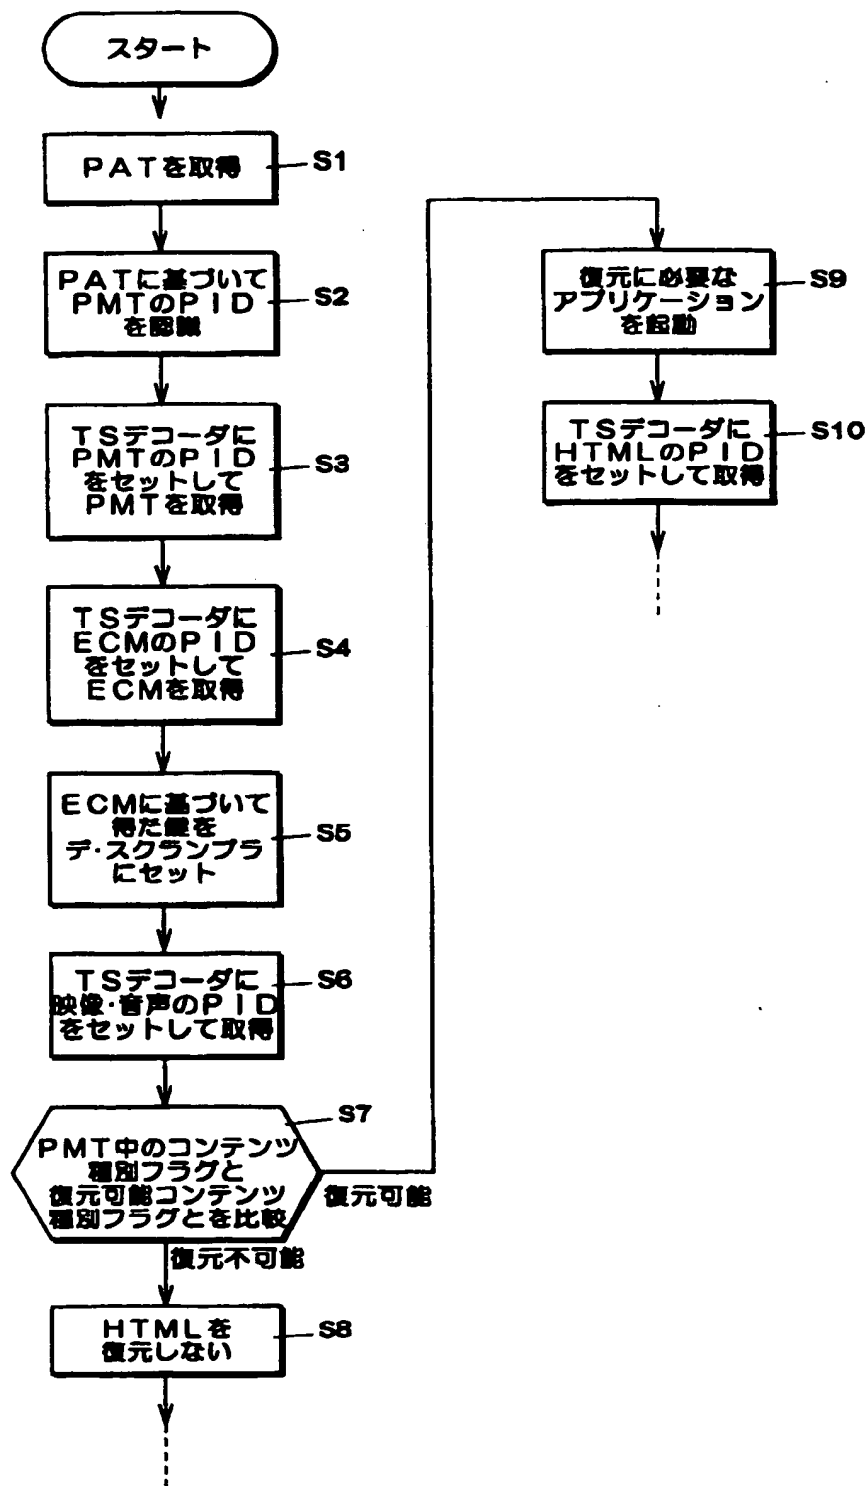 スタート
PATを取得
S1
PATに基づいて
PMTのPID
を認識
S2
TSデコーダに
PMTのPID
をセットして
PMTを取得
S3
TSデコーダに
ECMのPID
をセットして
ECMを取得
S4
ECMに基づいて
得た鍵を
デ・スクランブラ
にセット
S5
TSデコーダに
映像・音声のPID
をセットして取得
S6
S7
PMT中のコンテンツ
種別フラグと
復元可能コンテンツ
種別フラグとを比較
復元可能
復元不可能
HTMLを
復元しない
S8
復元に必要な
アプリケーション
を起動
S9
TSデコーダに
HTMLのPID
をセットして取得
S10